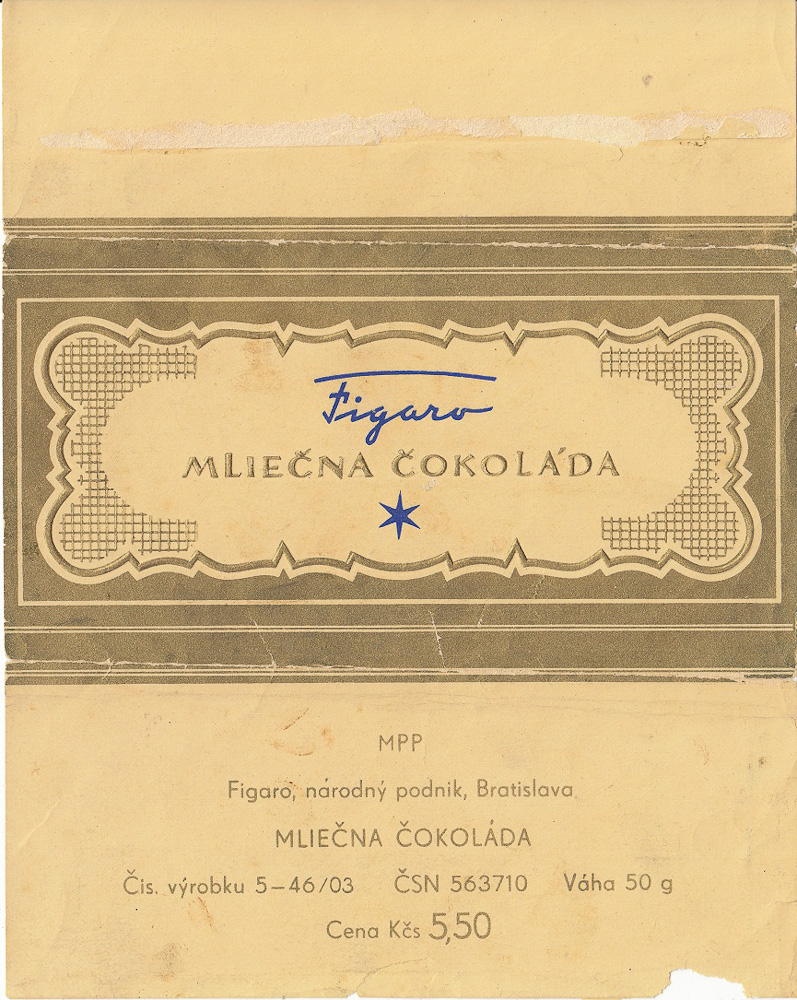 Figaro
MLIEČNA ČOKOLÁDA
MPP
Figaro, národný podnik, Bratislava
MLIEČNA ČOKOLÁDA
Čis. výrobku 5–46/03 ČSN 563710 Váha 50 g
Cena Kčs 5,50